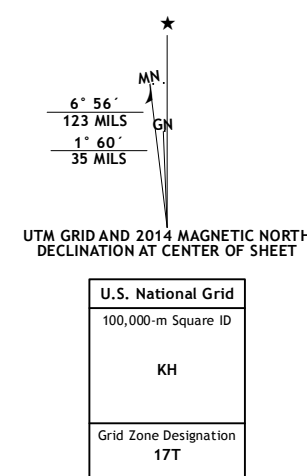 MN
6° 56´
123 MILS
GN
1° 60´
35 MILS
UTM GRID AND 2014 MAGNETIC NORTH
DECLINATION AT CENTER OF SHEET
U.S. National Grid
100,000-m Square ID
KH
Grid Zone Designation
17T